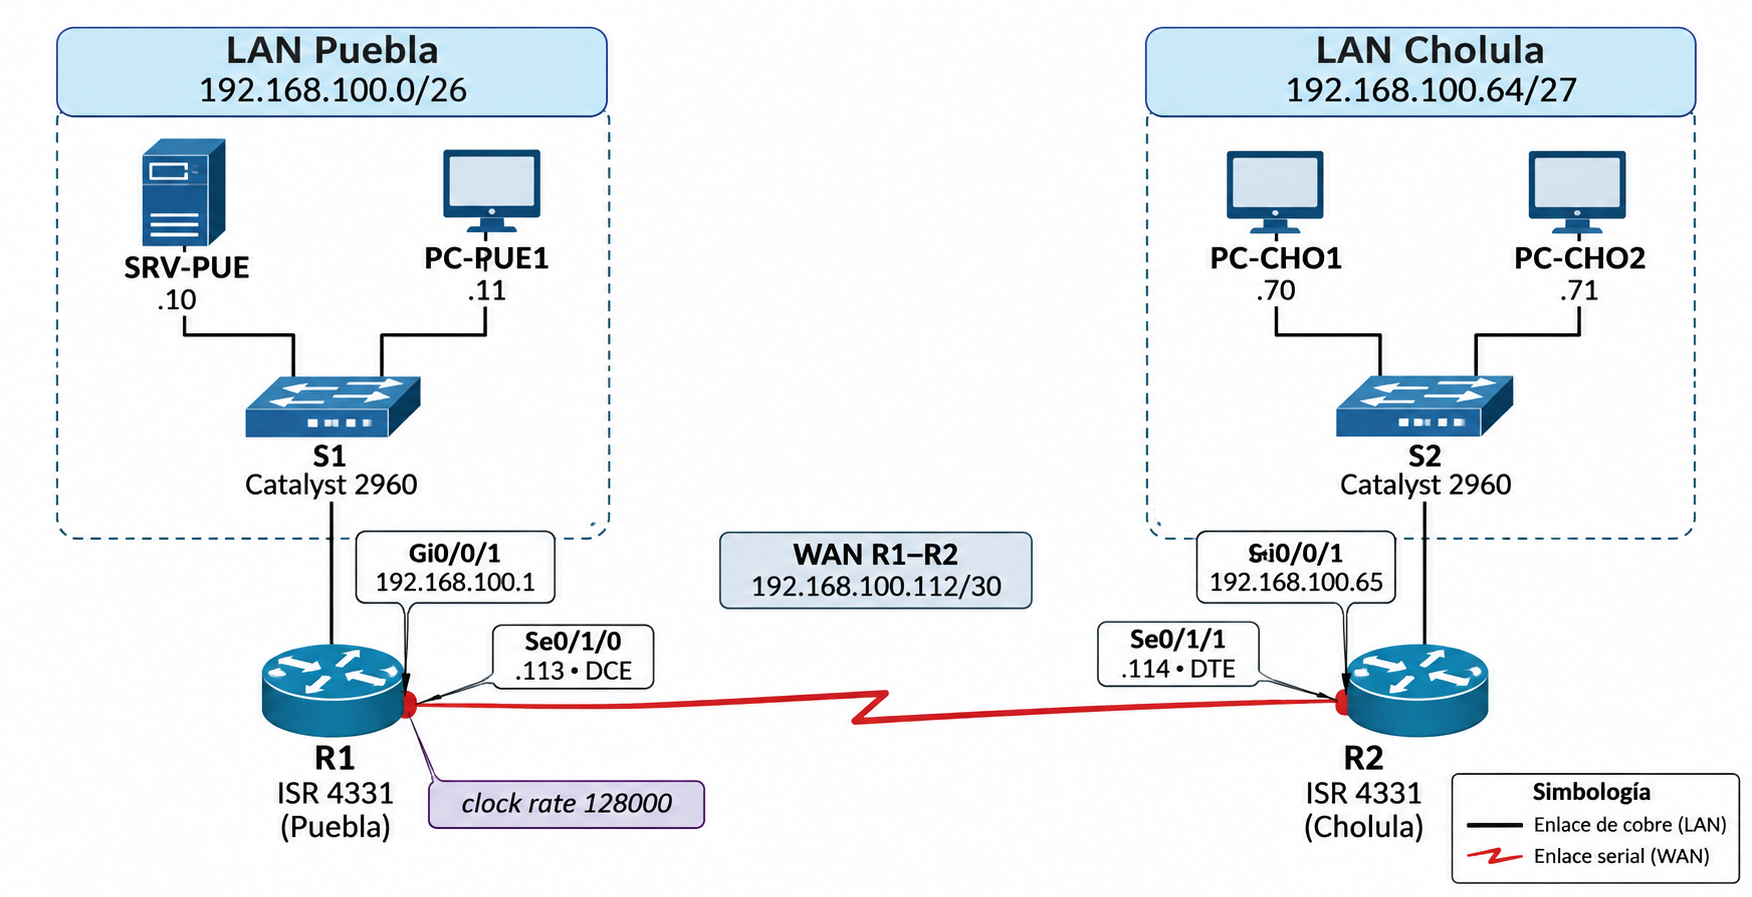 LAN Puebla
192.168.100.0/26
SRV-PUE
.10
PC-PUE1
.11
S1
Catalyst 2960
Gi0/0/1
192.168.100.1
Se0/1/0
.113 • DCE
R1
ISR 4331
(Puebla)
clock rate 128000
WAN R1–R2
192.168.100.112/30
LAN Cholula
192.168.100.64/27
PC-CHO1
.70
PC-CHO2
.71
S2
Catalyst 2960
192.168.100.65
Se0/1/1
.114 • DTE
R2
ISR 4331
(Cholula)
Simbología
Enlace de cobre (LAN)
Enlace serial (WAN)